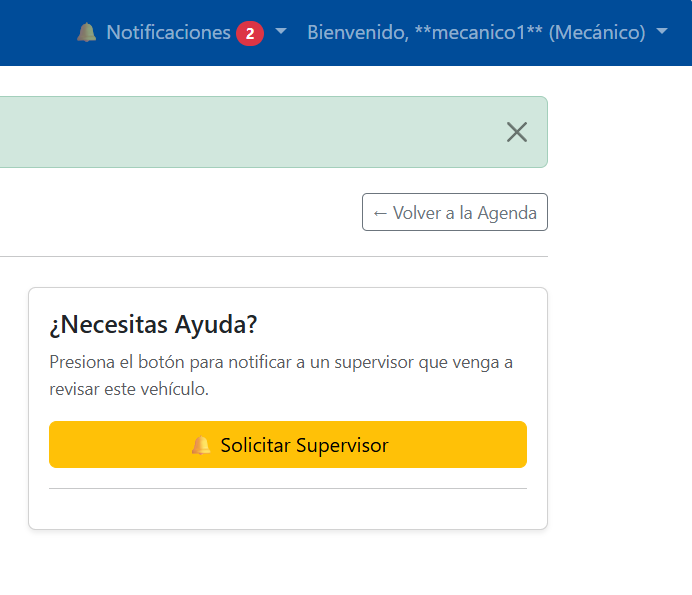 🔔 Notificaciones 2 Bienvenido, **mecanico1** (Mecánico)
← Volver a la Agenda
¿Necesitas Ayuda?
Presiona el botón para notificar a un supervisor que venga a
revisar este vehículo.
🔔 Solicitar Supervisor